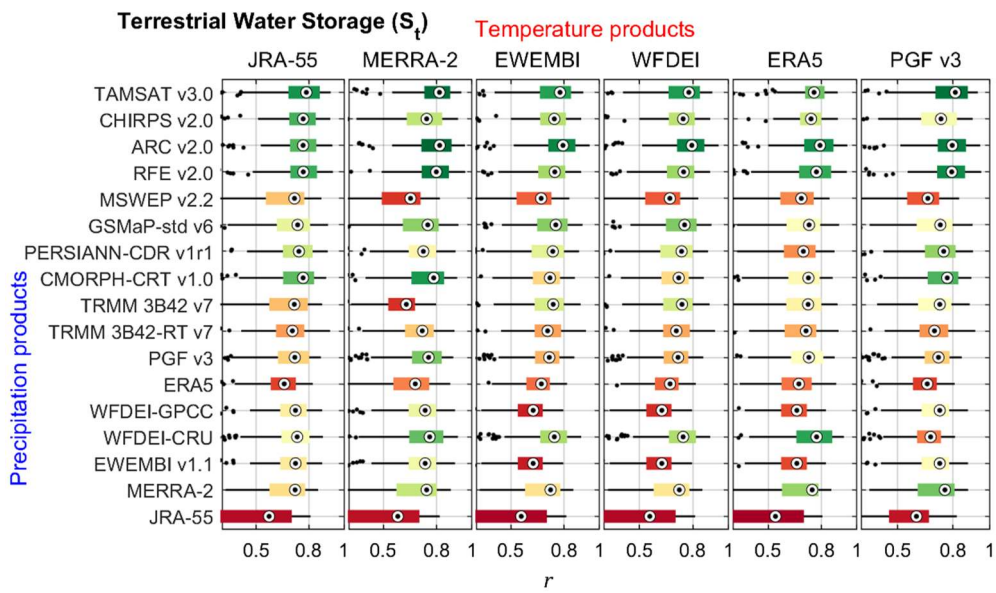 Terrestrial Water Storage (St)
Temperature products
JRA-55 MERRA-2 EWEMBI WFDEI ERA5 PGF v3
Precipitation products
TAMSAT v3.0
CHIRPS v2.0
ARC v2.0
RFE v2.0
MSWEP v2.2
GSMaP-std v6
PERSIANN-CDR v1r1
CMORPH-CRT v1.0
TRMM 3B42 v7
TRMM 3B42-RT v7
PGF v3
ERA5
WFDEI-GPCC
WFDEI-CRU
EWEMBI v1.1
MERRA-2
JRA-55
0.5 0.8 1 0.5 0.8 1 0.5 0.8 1 0.5 0.8 1 0.5 0.8 1 0.5 0.8 1
r